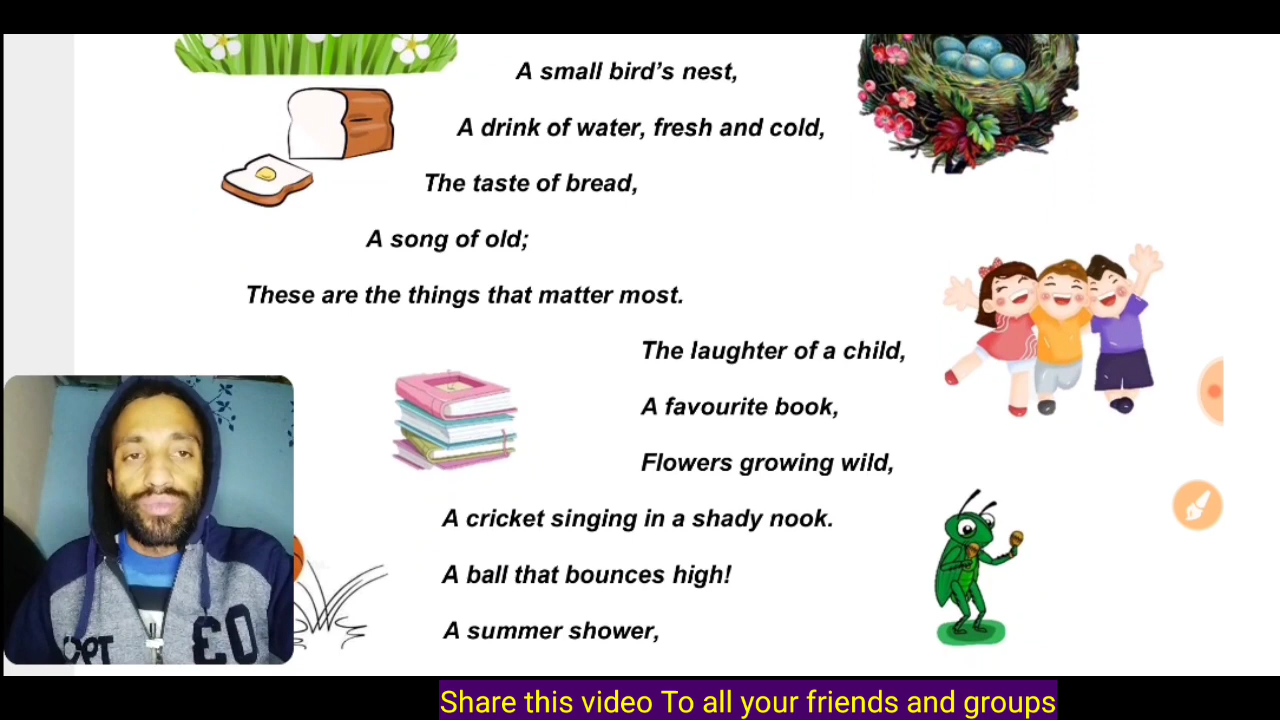 A small bird's nest,
A drink of water, fresh and cold,
The taste of bread,
A song of old;
These are the things that matter most.
The laughter of a child,
A favourite book,
Flowers growing wild,
A cricket singing in a shady nook.
A ball that bounces high!
A summer shower,
Share this video To all your friends and groups